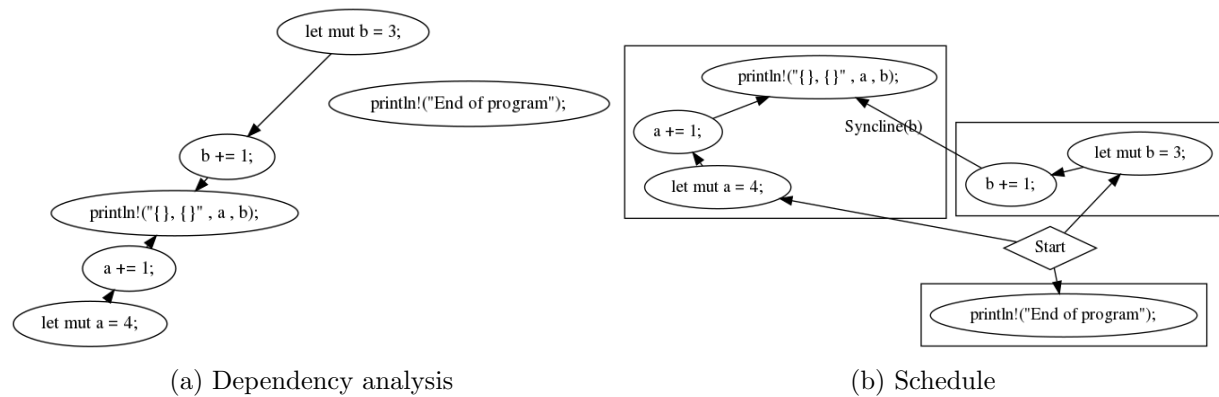 let mut b = 3;
println!("End of program");
b += 1;
println!("{}, {}" , a , b);
a += 1;
let mut a = 4;
(a) Dependency analysis
println!("{}, {}" , a , b);
a += 1;
Syncline(b)
let mut b = 3;
let mut a = 4;
b += 1;
Start
println!("End of program");
(b) Schedule